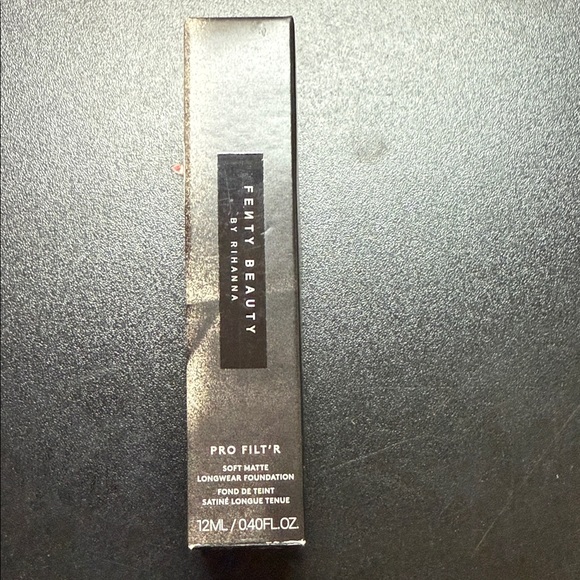 FENTY BEAUTY
BY RIHANNA
PRO FILT'R
SOFT MATTE
LONGWEAR FOUNDATION
FOND DE TEINT
SATINÉ LONGUE TENUE
12ML / 0.40FL.OZ.